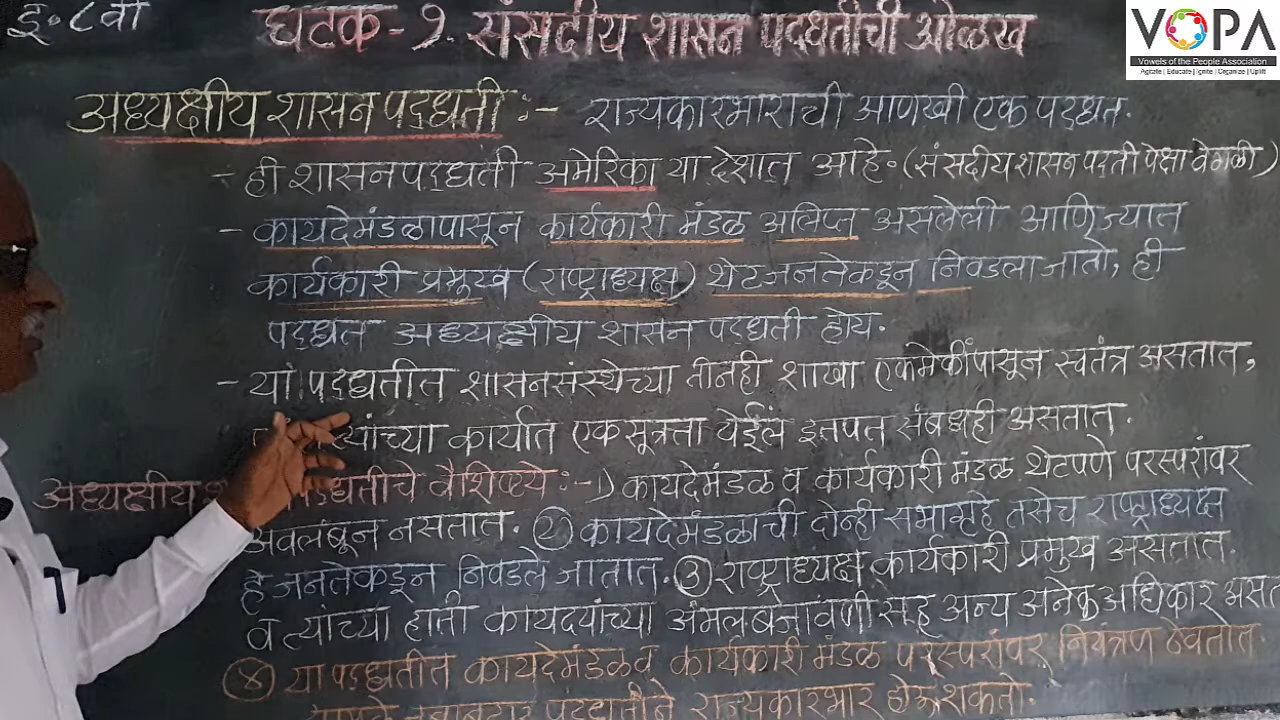 इ. ८वी
घटक - १. संसदीय शासन पद्धतीची ओळख
VOPA
Vowels of the People Association
Agitate | Educate | Ignite | Organize | Uplift
अध्यक्षीय शासन पद्धती :- राज्यकारभाराची आणखी एक पद्धत.
- ही शासनपद्धती अमेरिका या देशात आहे. (संसदीय शासन पद्ती पेक्षा वेगळी)
- कायदेमंडळापासून कार्यकारी मंडळ अलिप्त असलेली आणि ज्यात
कार्यकारी प्रमुख (राष्ट्राध्यक्ष) थेट जनतेकडून निवडला जातो, ही
पद्धत अध्यक्षीय शासन पद्धती होय.
- यां पद्धतीत शासनसंस्थेच्या तीनही शाखा एकमेकींपासून स्वतंत्र असतात,
त्यांच्या कार्यात एकसूत्रता येईलं इतपत संबधही असतात.
अध्यक्षीय पद्धतीचे वैशिष्टये :- १) कायदेमंडळ व कार्यकारी मंडळ थेटपणे परस्परांवर
अवलंबून नसतात. (२) कायदेमंडळाची दोन्ही सभागृहे तसेच राष्ट्राध्यक्ष
हे जनतेकडून निवडले जातात. (३) राष्ट्राध्यक्ष कार्यकारी प्रमुख असतात.
व त्यांच्या हाती कायदयांच्या अंमलबजांवणी सह अन्य अनेक अधिकार असत
(४) या पद्धतीत कायदेमंडळ व कार्यकारी मंडळ परस्परांवर नियंत्रण ठेवतात
पद्धतीने राज्यकारभार होऊ शकतो.